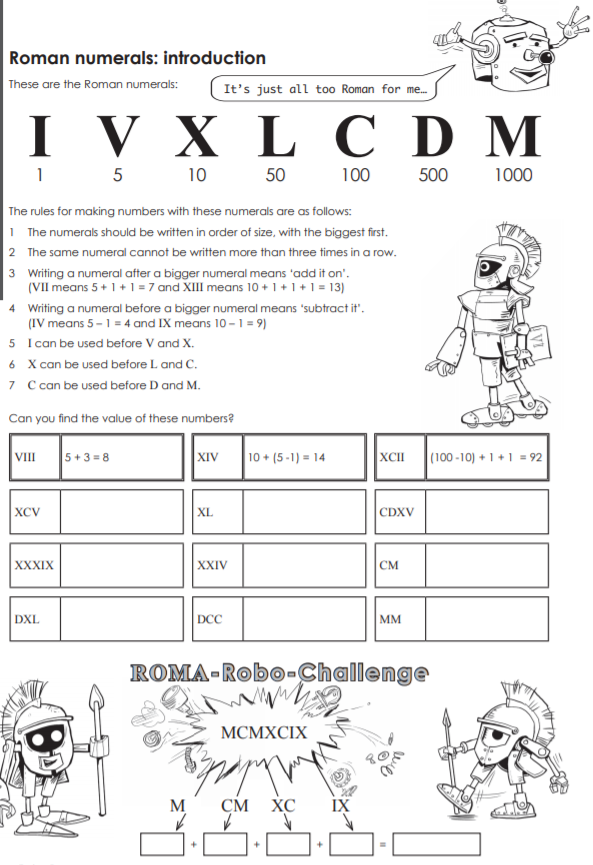 Roman numerals: introduction
These are the Roman numerals:
It's just all too Roman for me...
I V X L C D M
1 5 10 50 100 500 1000
The rules for making numbers with these numerals are as follows:
1 The numerals should be written in order of size, with the biggest first.
2 The same numeral cannot be written more than three times in a row.
3 Writing a numeral after a bigger numeral means ‘add it on’.
(VII means 5 + 1 + 1 = 7 and XIII means 10 + 1 + 1 + 1 = 13)
4 Writing a numeral before a bigger numeral means ‘subtract it’.
(IV means 5 – 1 = 4 and IX means 10 – 1 = 9)
5 I can be used before V and X.
6 X can be used before L and C.
7 C can be used before D and M.
Can you find the value of these numbers?
VIII 5 + 3 = 8 XIV 10 + (5 -1) = 14 XCII (100 -10) + 1 + 1 = 92
XCV XL CDXV
XXXIX XXIV CM
DXL DCC MM
ROMA-Robo-Challenge
MCMXCIX
M CM XC IX
+ + + =